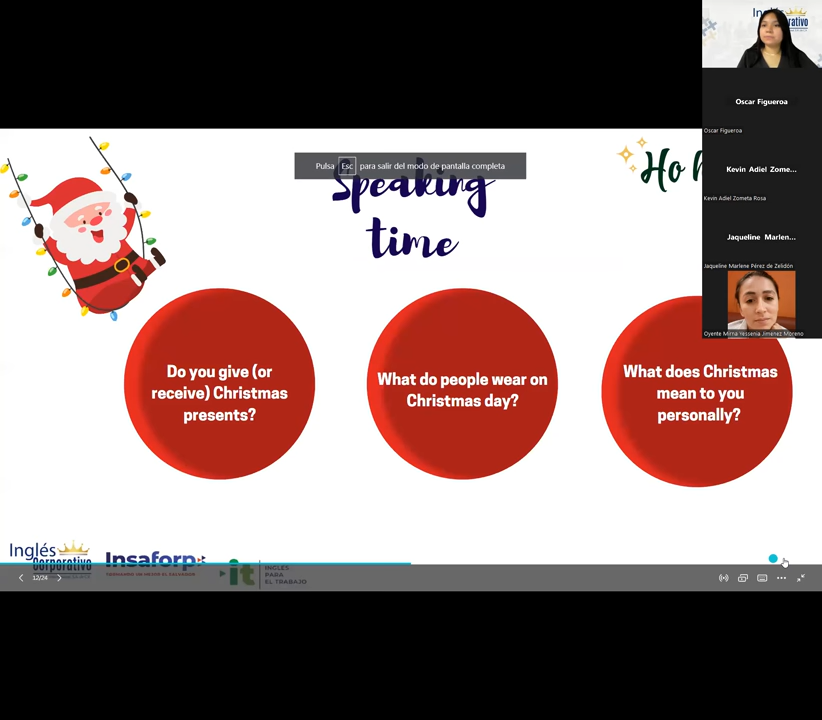 Inglés
Oscar Figueroa
Oscar Figueroa
Pulsa Esc para salir del modo de pantalla completa
Ho
Speaking
time
Kevin Adiel Zome...
Kevin Adiel Zometa Rosa
Jaqueline Marlen...
Jaqueline Marlene Pérez de Zelidón
Oyente Mirna Yessenia Jimenez Moreno
Do you give (or
receive) Christmas
presents?
What do people wear on
Christmas day?
What does Christmas
mean to you
personally?
Inglés
Corporativo
Insaforp
it
INGLÉS
PARA
EL TRABAJO
12/24